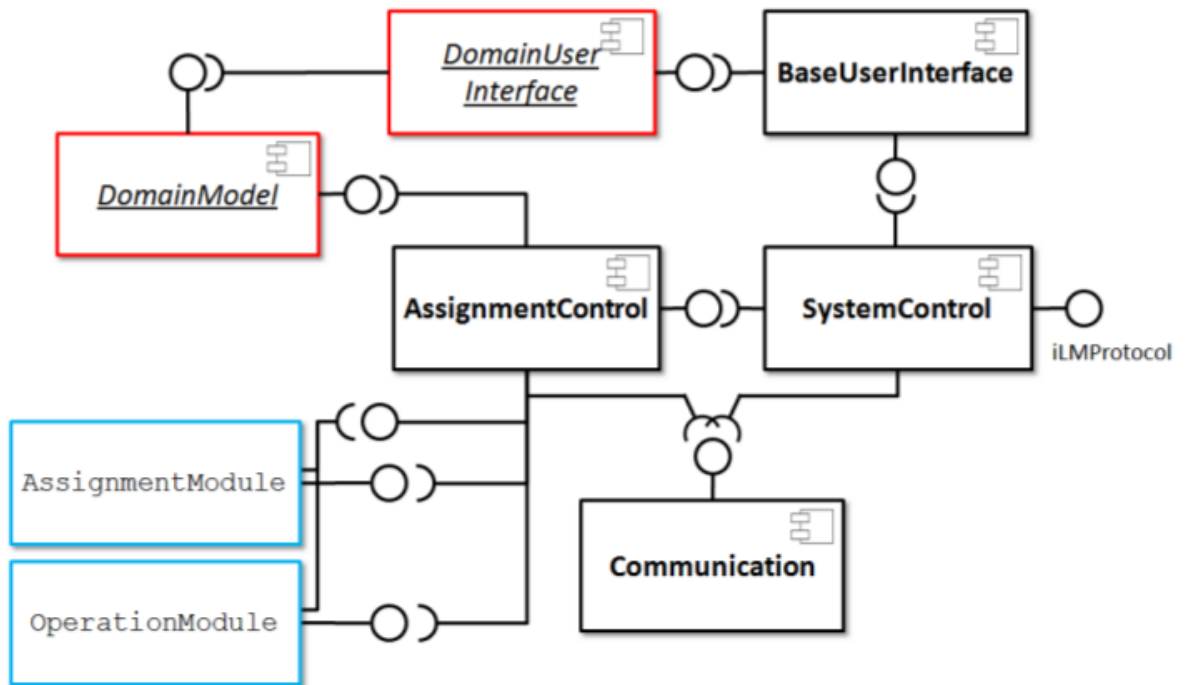 DomainUser
Interface
BaseUserInterface
DomainModel
AssignmentControl
SystemControl
iLMProtocol
AssignmentModule
Communication
OperationModule